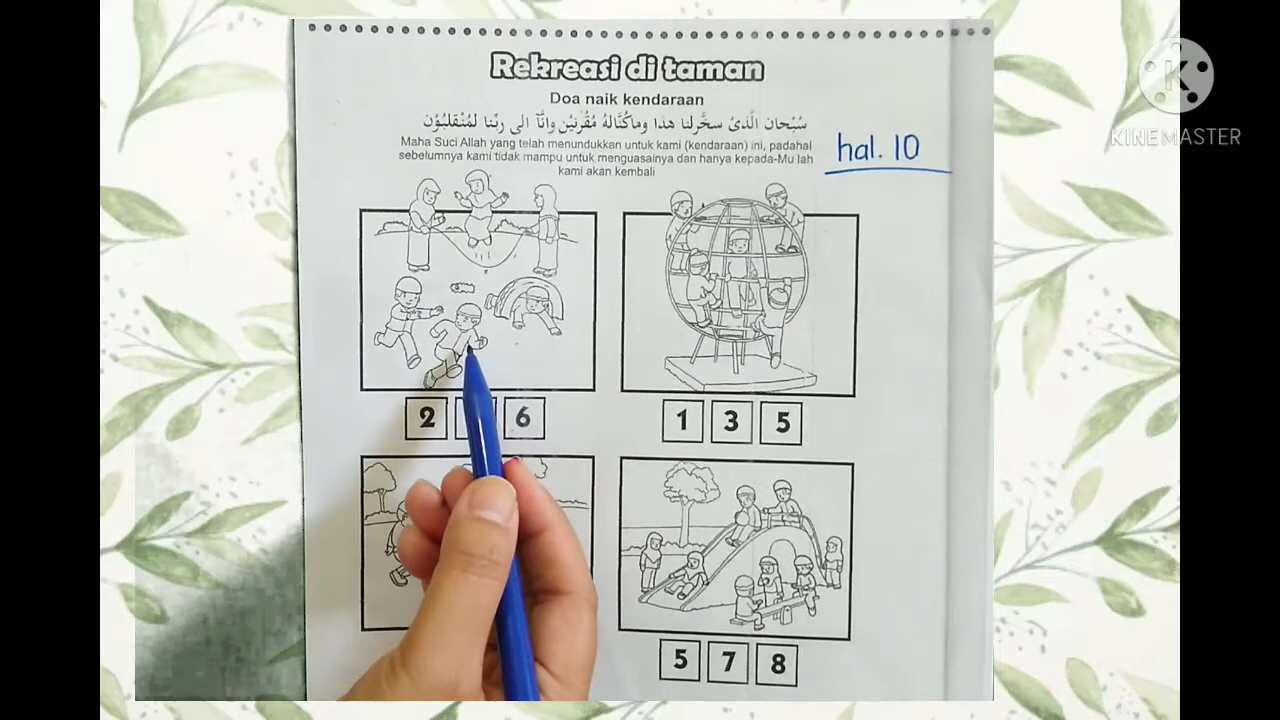 Rekreasi di taman
Doa naik kendaraan
سُبْحَانَ الَّذِىْ سَخَّرَلَنَا هَذَا وَمَاكُنَّالَهُ مُقْرِنِيْنَ وَاِنَّآ اِلَى رَبِّنَا لَمُنْقَلِبُوْنَ
Maha Suci Allah yang telah menundukkan untuk kami (kendaraan) ini, padahal
sebelumnya kami tidak mampu untuk menguasainya dan hanya kepada-Mu lah
kami akan kembali
hal. 10
K
KINEMASTER
2 6
1 3 5
5 7 8